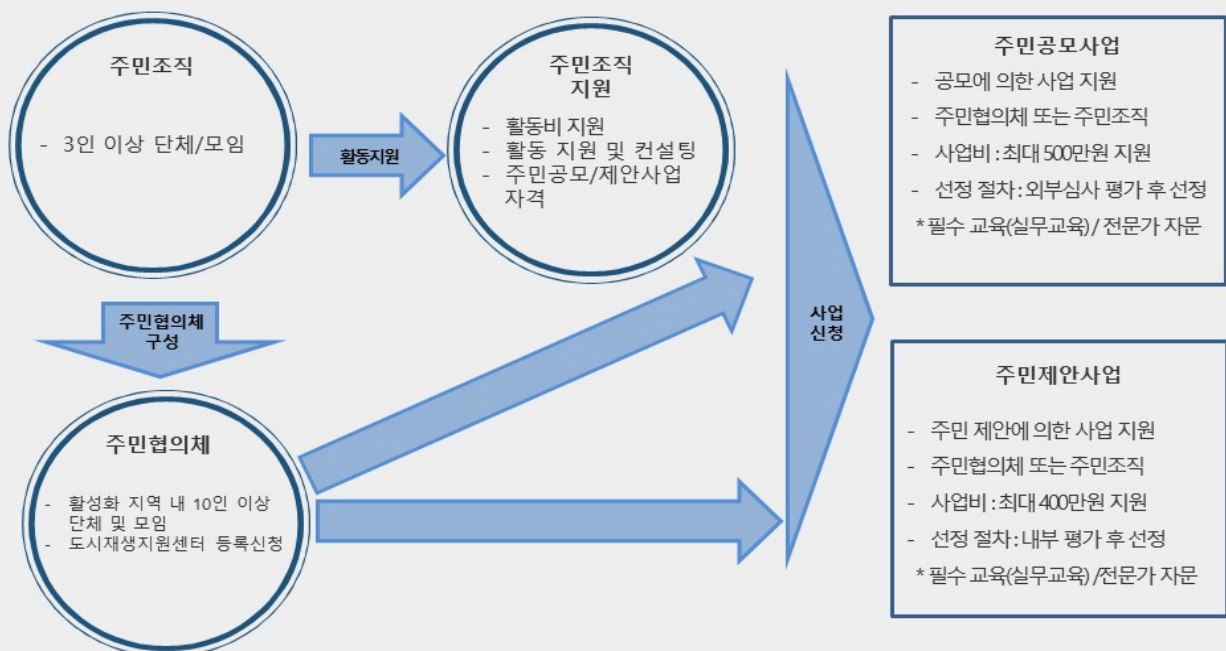 주민조직
- 3인 이상 단체/모임
활동지원
주민조직
지원
- 활동비 지원
- 활동 지원 및 컨설팅
- 주민공모/제안사업
자격
주민협의체
구성
주민협의체
- 활성화 지역 내 10인 이상
단체 및 모임
- 도시재생지원센터 등록신청
사업
신청
주민공모사업
- 공모에 의한 사업 지원
- 주민협의체 또는 주민조직
- 사업비 : 최대 500만원 지원
- 선정 절차 : 외부심사 평가 후 선정
* 필수 교육(실무교육) / 전문가 자문
주민제안사업
- 주민 제안에 의한 사업 지원
- 주민협의체 또는 주민조직
- 사업비 : 최대 400만원 지원
- 선정 절차 : 내부 평가 후 선정
* 필수 교육(실무교육) /전문가 자문